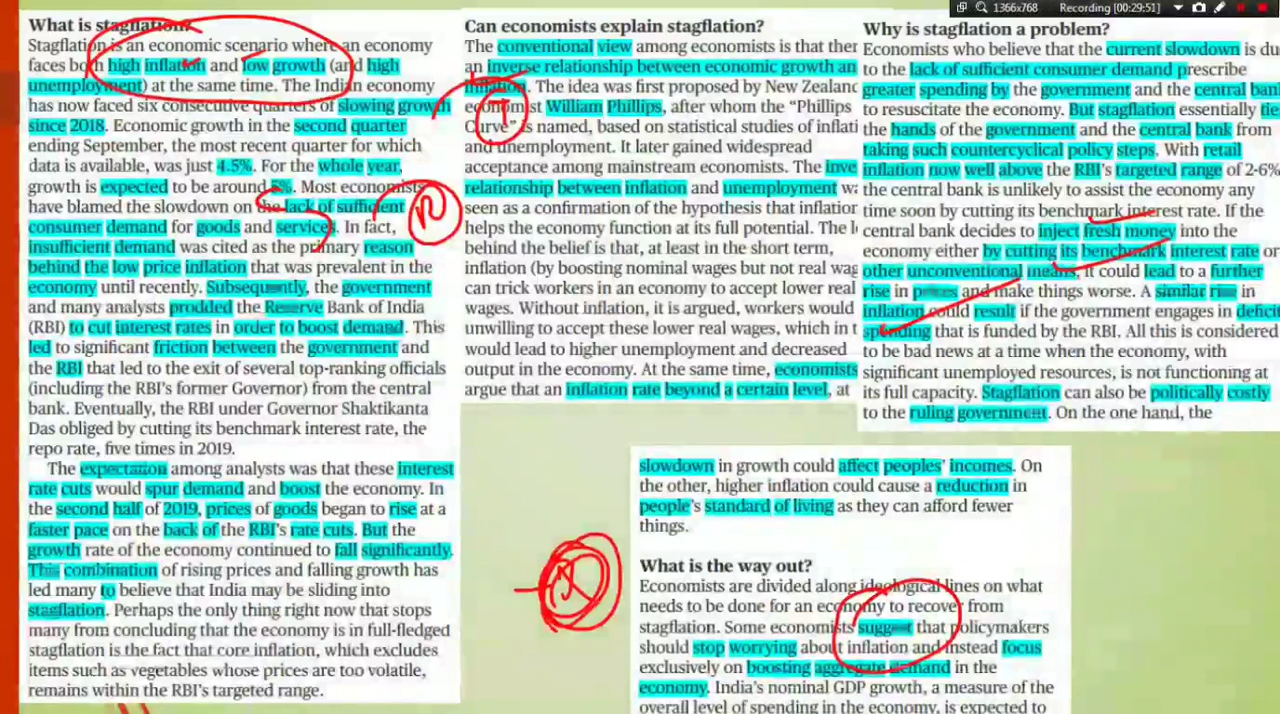 1366x768 Recording [00:29:51]
What is stagflation?
Stagflation is an economic scenario where an economy
faces both high inflation and low growth (and high
unemployment) at the same time. The Indian economy
has now faced six consecutive quarters of slowing growth
since 2018. Economic growth in the second quarter
ending September, the most recent quarter for which
data is available, was just 4.5%. For the whole year,
growth is expected to be around 5%. Most economists
have blamed the slowdown on the lack of sufficient
consumer demand for goods and services. In fact,
insufficient demand was cited as the primary reason
behind the low price inflation that was prevalent in the
economy until recently. Subsequently, the government
and many analysts prodded the Reserve Bank of India
(RBI) to cut interest rates in order to boost demand. This
led to significant friction between the government and
the RBI that led to the exit of several top-ranking officials
(including the RBI's former Governor) from the central
bank. Eventually, the RBI under Governor Shaktikanta
Das obliged by cutting its benchmark interest rate, the
repo rate, five times in 2019.
The expectation among analysts was that these interest
rate cuts would spur demand and boost the economy. In
the second half of 2019, prices of goods began to rise at a
faster pace on the back of the RBI's rate cuts. But the
growth rate of the economy continued to fall significantly.
This combination of rising prices and falling growth has
led many to believe that India may be sliding into
stagflation. Perhaps the only thing right now that stops
many from concluding that the economy is in full-fledged
stagflation is the fact that core inflation, which excludes
items such as vegetables whose prices are too volatile,
remains within the RBI's targeted range.
Can economists explain stagflation?
The conventional view among economists is that ther
an inverse relationship between economic growth an
inflation. The idea was first proposed by New Zealand
economist William Phillips, after whom the "Phillips
Curve" is named, based on statistical studies of inflati
and unemployment. It later gained widespread
acceptance among mainstream economists. The inve
relationship between inflation and unemployment wa
seen as a confirmation of the hypothesis that inflation
helps the economy function at its full potential. The l
behind the belief is that, at least in the short term,
inflation (by boosting nominal wages but not real wag
can trick workers in an economy to accept lower real
wages. Without inflation, it is argued, workers would
unwilling to accept these lower real wages, which in t
would lead to higher unemployment and decreased
output in the economy. At the same time, economists
argue that an inflation rate beyond a certain level, at
Why is stagflation a problem?
Economists who believe that the current slowdown is du
to the lack of sufficient consumer demand prescribe
greater spending by the government and the central ban
to resuscitate the economy. But stagflation essentially tie
the hands of the government and the central bank from
taking such countercyclical policy steps. With retail
inflation now well above the RBI's targeted range of 2-6%
the central bank is unlikely to assist the economy any
time soon by cutting its benchmark interest rate. If the
central bank decides to inject fresh money into the
economy either by cutting its benchmark interest rate or
other unconventional means, it could lead to a further
rise in prices and make things worse. A similar rise in
inflation could result if the government engages in deficit
spending that is funded by the RBI. All this is considered
to be bad news at a time when the economy, with
significant unemployed resources, is not functioning at
its full capacity. Stagflation can also be politically costly
to the ruling government. On the one hand, the
slowdown in growth could affect peoples' incomes. On
the other, higher inflation could cause a reduction in
people's standard of living as they can afford fewer
things.
What is the way out?
Economists are divided along ideological lines on what
needs to be done for an economy to recover from
stagflation. Some economists suggest that policymakers
should stop worrying about inflation and instead focus
exclusively on boosting aggregate demand in the
economy. India's nominal GDP growth, a measure of the
overall level of spending in the economy, is expected to